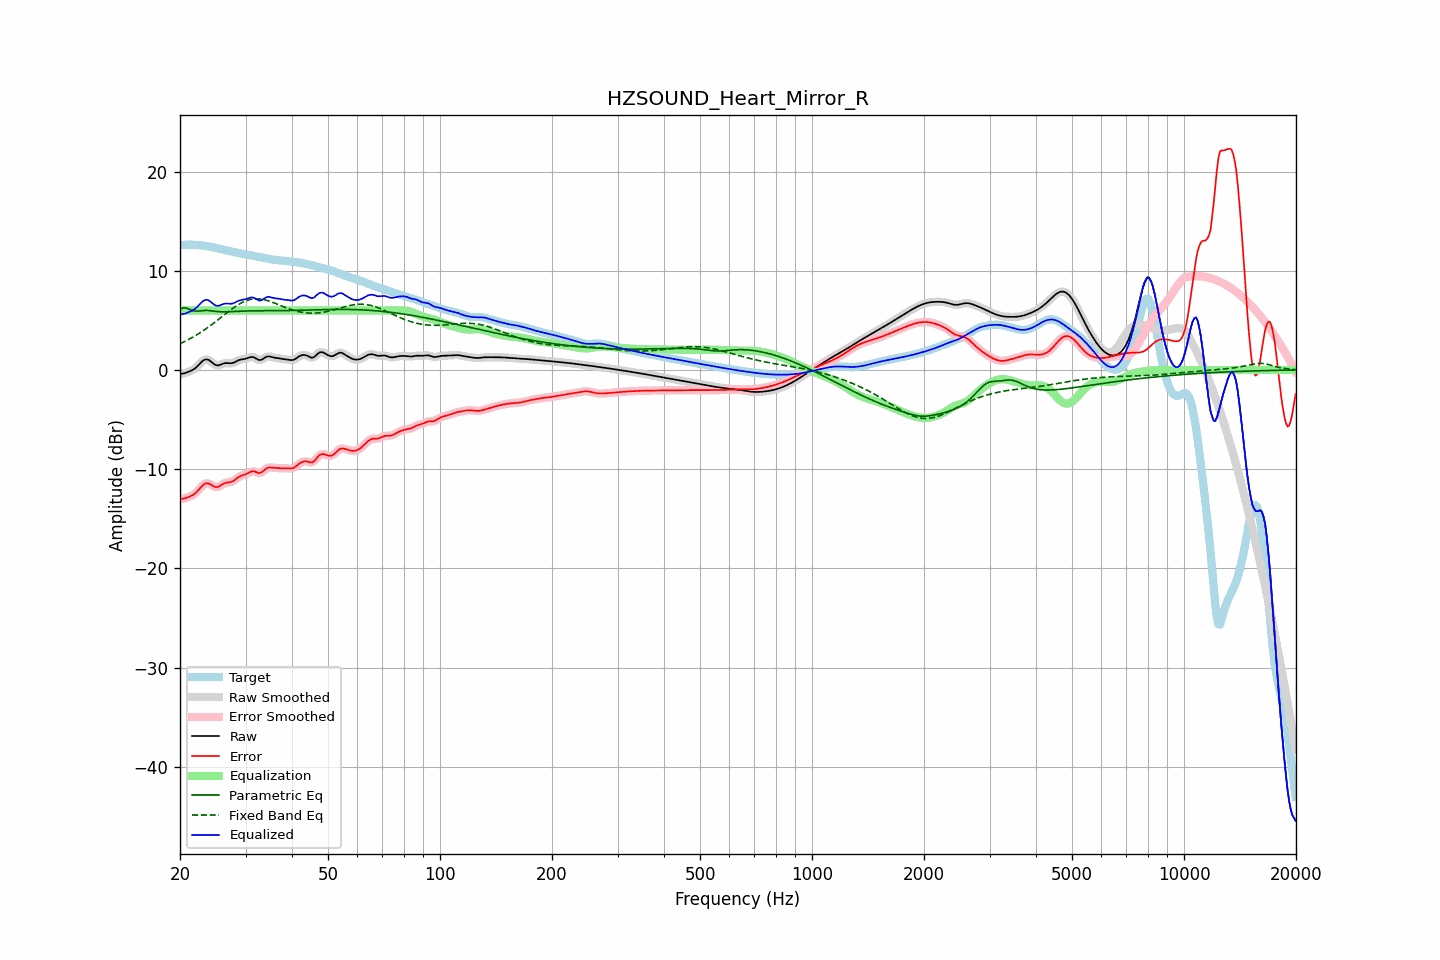 HZSOUND_Heart_Mirror_R
Amplitude (dBr)
20
10
0
−10
−20
−30
−40
Target
Raw Smoothed
Error Smoothed
Raw
Error
Equalization
Parametric Eq
Fixed Band Eq
Equalized
20 50 100 200 500 1000 2000 5000 10000 20000
Frequency (Hz)